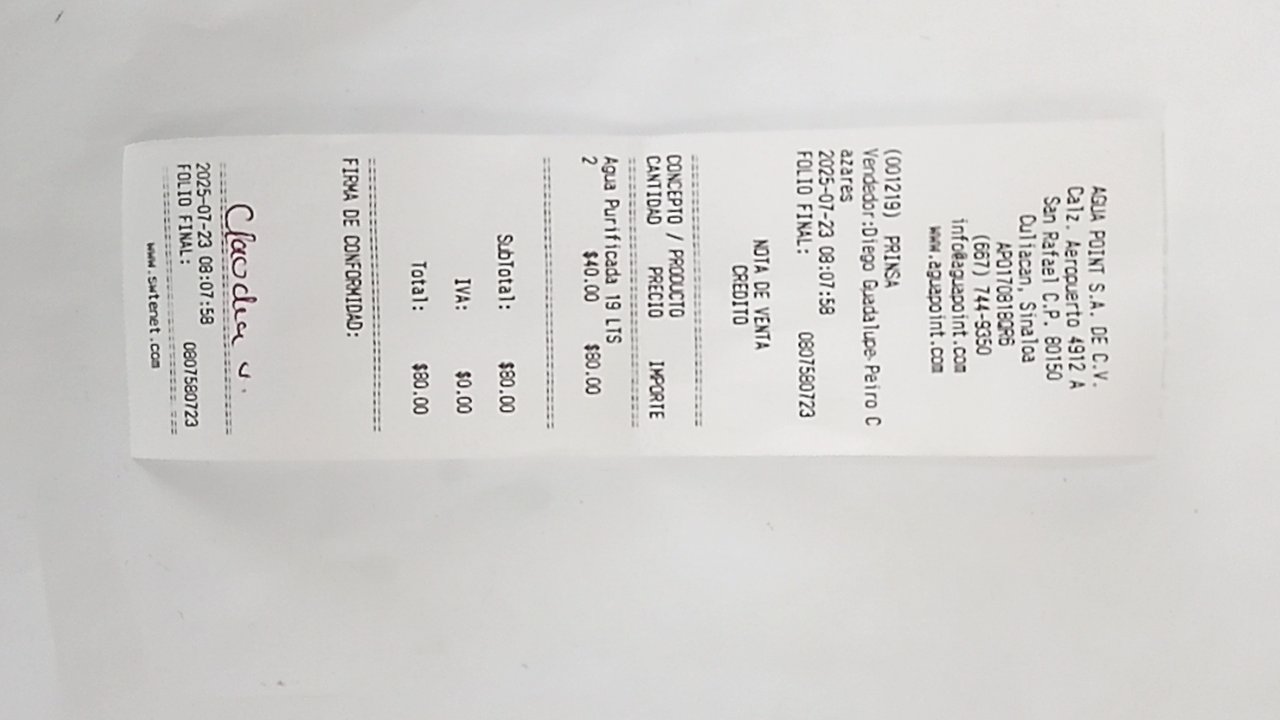 AGUA POINT S.A. DE C.V.
Calz. Aeropuerto 4912 A
San Rafael C.P. 80150
Culiacan, Sinaloa
APO170818QR6
(667) 744-9350
info@aguapoint.com
www.aguapoint.com
(001219) PRINSA
Vendedor:Diego Guadalupe Peiro C
azares
2025-07-23 08:07:58
FOLIO FINAL: 0807580723
NOTA DE VENTA
CREDITO
================================
CONCEPTO / PRODUCTO
CANTIDAD PRECIO IMPORTE
================================
Agua Purificada 19 LTS
2 $40.00 $80.00
================================
SubTotal: $80.00
IVA: $0.00
Total: $80.00
================================
FIRMA DE CONFORMIDAD:
Claudia v.
================================
2025-07-23 08:07:58
FOLIO FINAL: 0807580723
================================
www.swtenet.com